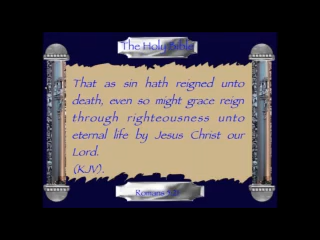 The Holy Bible
That as sin hath reigned unto
death, even so might grace reign
through righteousness unto
eternal life by Jesus Christ our
Lord.
(KJV).
Romans